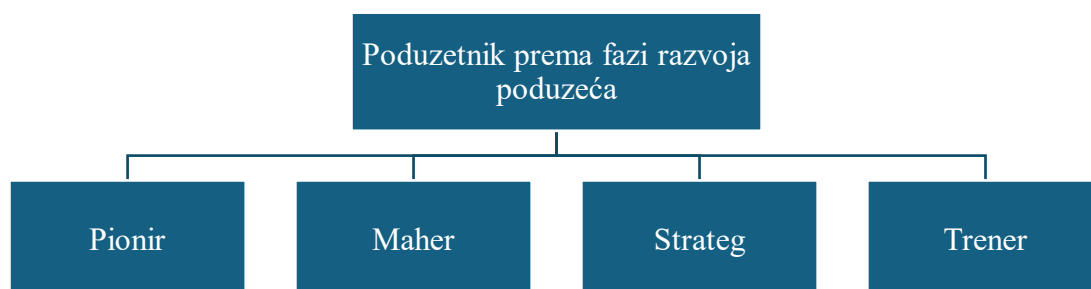 Poduzetnik prema fazi razvoja
poduzeća
Pionir
Maher
Strateg
Trener